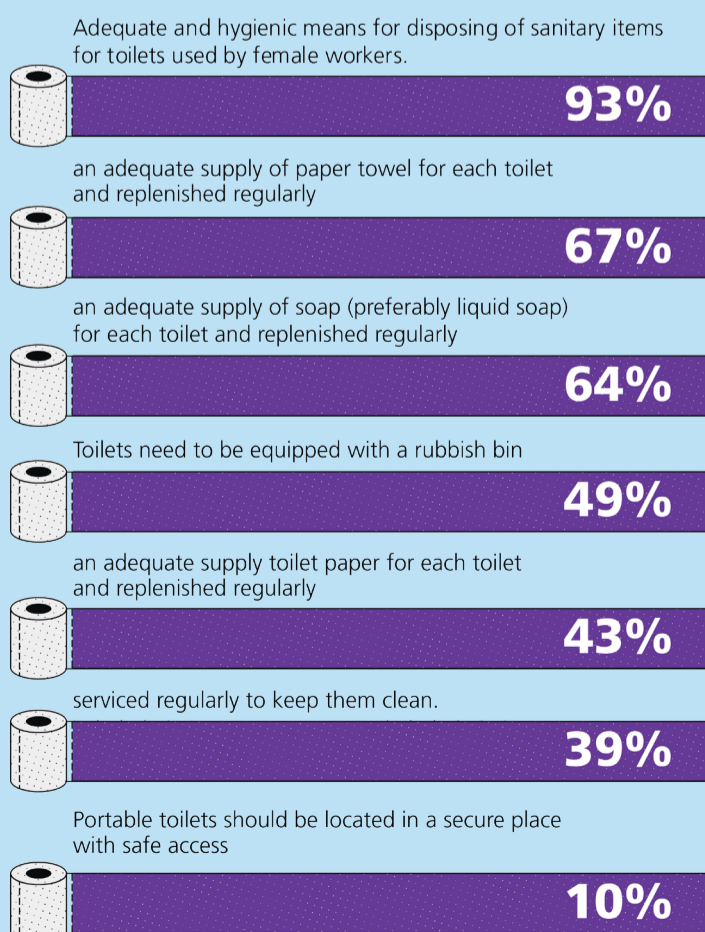 Adequate and hygienic means for disposing of sanitary items
for toilets used by female workers.
93%
an adequate supply of paper towel for each toilet
and replenished regularly
67%
an adequate supply of soap (preferably liquid soap)
for each toilet and replenished regularly
64%
Toilets need to be equipped with a rubbish bin
49%
an adequate supply toilet paper for each toilet
and replenished regularly
43%
serviced regularly to keep them clean.
39%
Portable toilets should be located in a secure place
with safe access
10%